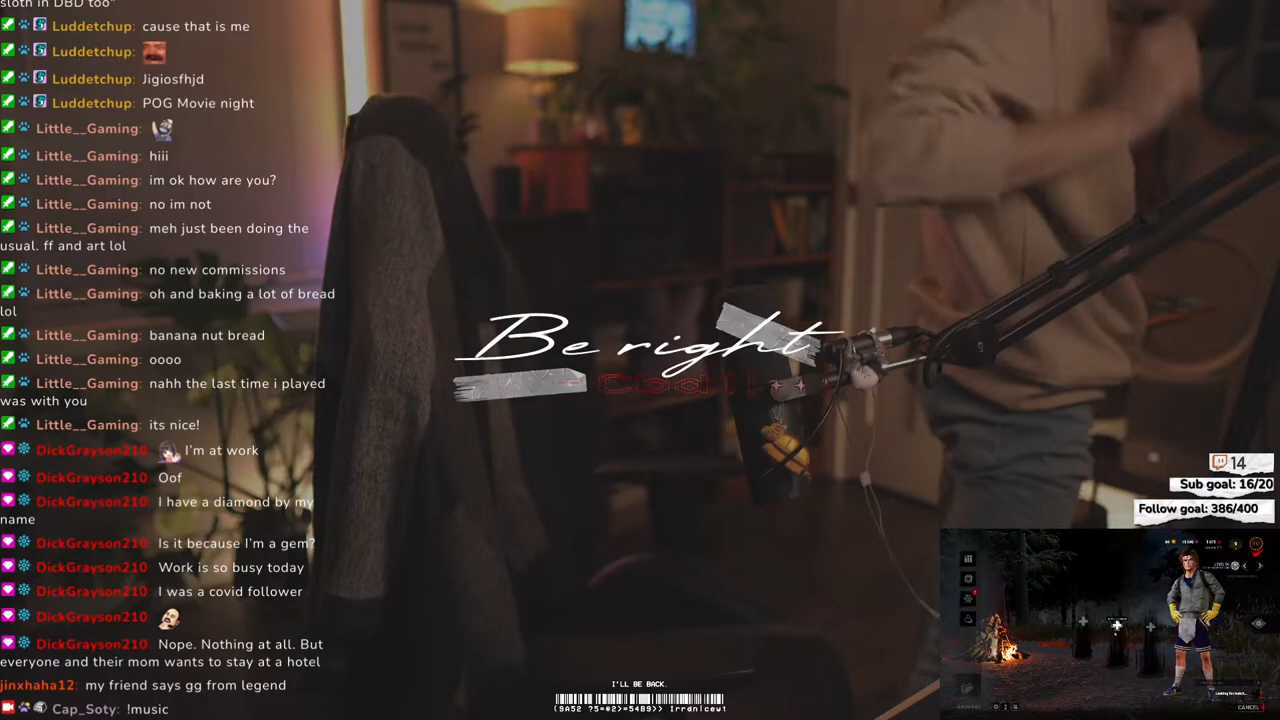 sloth in DBD too"
Luddetchup: cause that is me
Luddetchup:
Luddetchup: Jigiosfhjd
Luddetchup: POG Movie night
Little__Gaming:
Little__Gaming: hiii
Little__Gaming: im ok how are you?
Little__Gaming: no im not
Little__Gaming: meh just been doing the
usual. ff and art lol
Little__Gaming: no new commissions
Little__Gaming: oh and baking a lot of bread
lol
Little__Gaming: banana nut bread
Little__Gaming: oooo
Little__Gaming: nahh the last time i played
was with you
Little__Gaming: its nice!
DickGrayson210: I'm at work
DickGrayson210: Oof
DickGrayson210: I have a diamond by my
name
DickGrayson210: Is it because I'm a gem?
DickGrayson210: Work is so busy today
DickGrayson210: I was a covid follower
DickGrayson210:
DickGrayson210: Nope. Nothing at all. But
everyone and their mom wants to stay at a hotel
jinxhaha12: my friend says gg from legend
Cap_Soty: !music
Be right
14
Sub goal: 16/20
Follow goal: 386/400
I'LL BE BACK.
CANCEL